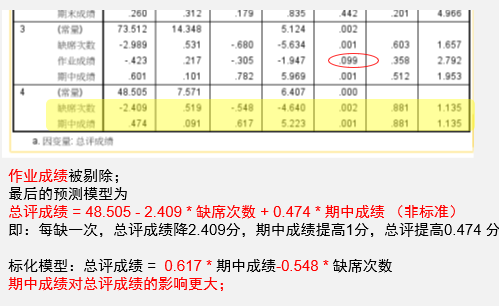 期末成绩 .260 .312 .179 .835 .442 .201 4.966
3 (常量) 73.512 14.348 5.124 .002
缺席次数 -2.989 .531 -.680 -5.634 .001 .603 1.657
作业成绩 -.423 .217 -.305 -1.947 .099 .358 2.792
期中成绩 .601 .101 .782 5.969 .001 .512 1.953
4 (常量) 48.505 7.571 6.407 .000
缺席次数 -2.409 .519 -.548 -4.640 .002 .881 1.135
期中成绩 .474 .091 .617 5.223 .001 .881 1.135
a. 因变量: 总评成绩
作业成绩被剔除；
最后的预测模型为
总评成绩 = 48.505 - 2.409 * 缺席次数 + 0.474 * 期中成绩 （非标准）
即：每缺一次，总评成绩降2.409分，期中成绩提高1分，总评提高0.474 分
标化模型：总评成绩 = 0.617 * 期中成绩-0.548 * 缺席次数
期中成绩对总评成绩的影响更大；